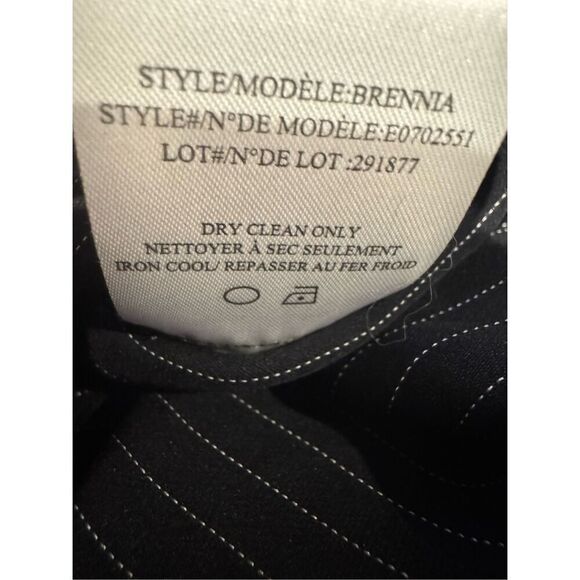 STYLE/MODÈLE:BRENNIA
STYLE#/N°DE MODÈLE:E0702551
LOT#/N°DE LOT :291877
DRY CLEAN ONLY
NETTOYER À SEC SEULEMENT
IRON COOL/ REPASSER AU FER FROID